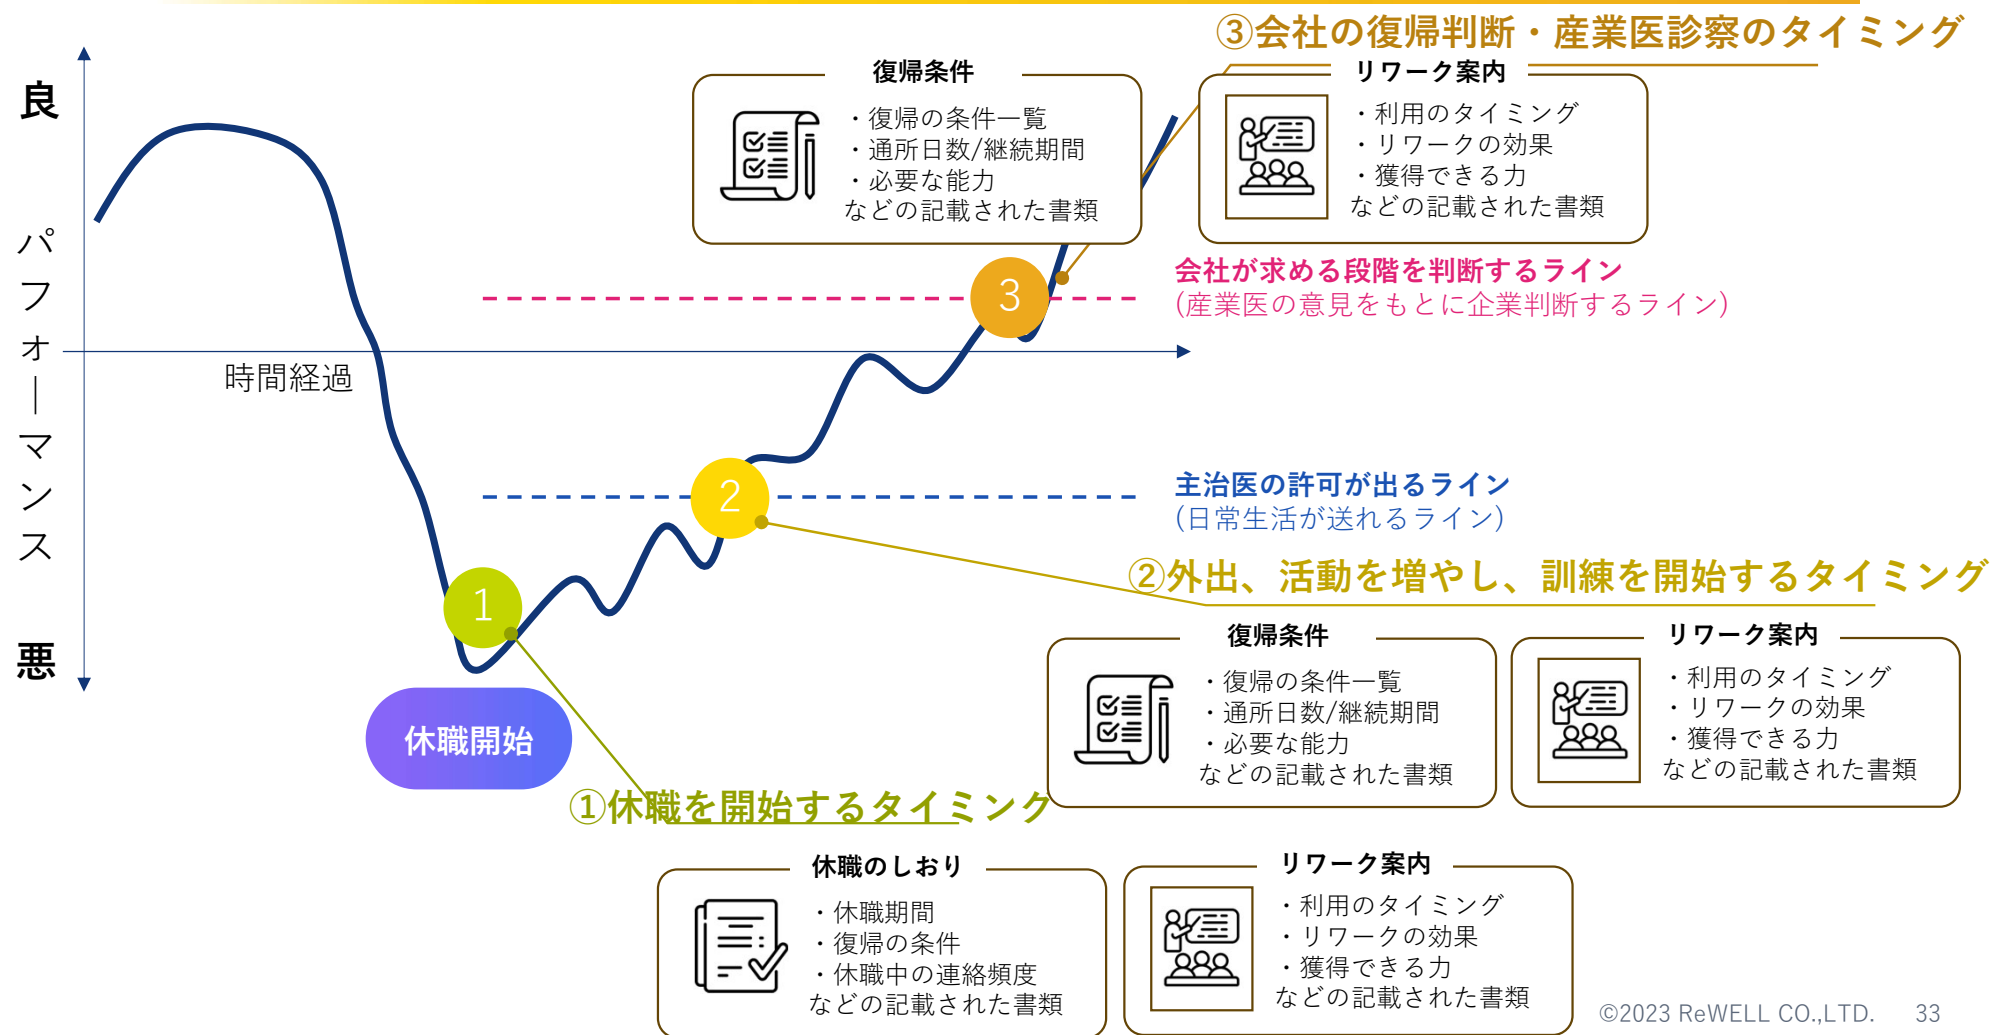 ③会社の復帰判断・産業医診察のタイミング
復帰条件
・復帰の条件一覧
・通所日数/継続期間
・必要な能力
などの記載された書類
リワーク案内
・利用のタイミング
・リワークの効果
・獲得できる力
などの記載された書類
良
パフォーマンス
悪
時間経過
3
会社が求める段階を判断するライン
(産業医の意見をもとに企業判断するライン)
2
主治医の許可が出るライン
(日常生活が送れるライン)
1
②外出、活動を増やし、訓練を開始するタイミング
復帰条件
・復帰の条件一覧
・通所日数/継続期間
・必要な能力
などの記載された書類
リワーク案内
・利用のタイミング
・リワークの効果
・獲得できる力
などの記載された書類
休職開始
①休職を開始するタイミング
休職のしおり
・休職期間
・復帰の条件
・休職中の連絡頻度
などの記載された書類
リワーク案内
・利用のタイミング
・リワークの効果
・獲得できる力
などの記載された書類
©2023 ReWELL CO.,LTD. 33